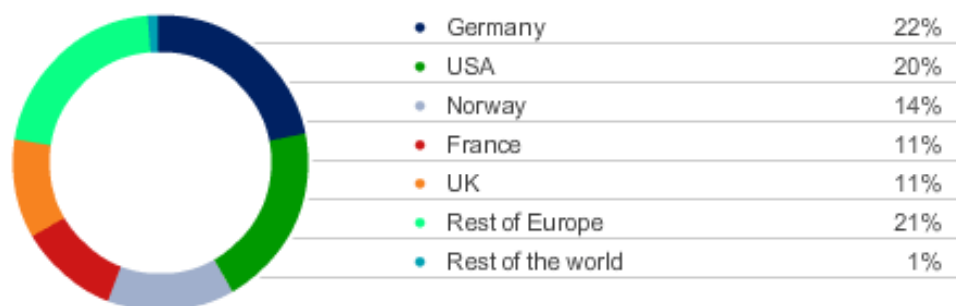 Germany 22%
USA 20%
Norway 14%
France 11%
UK 11%
Rest of Europe 21%
Rest of the world 1%